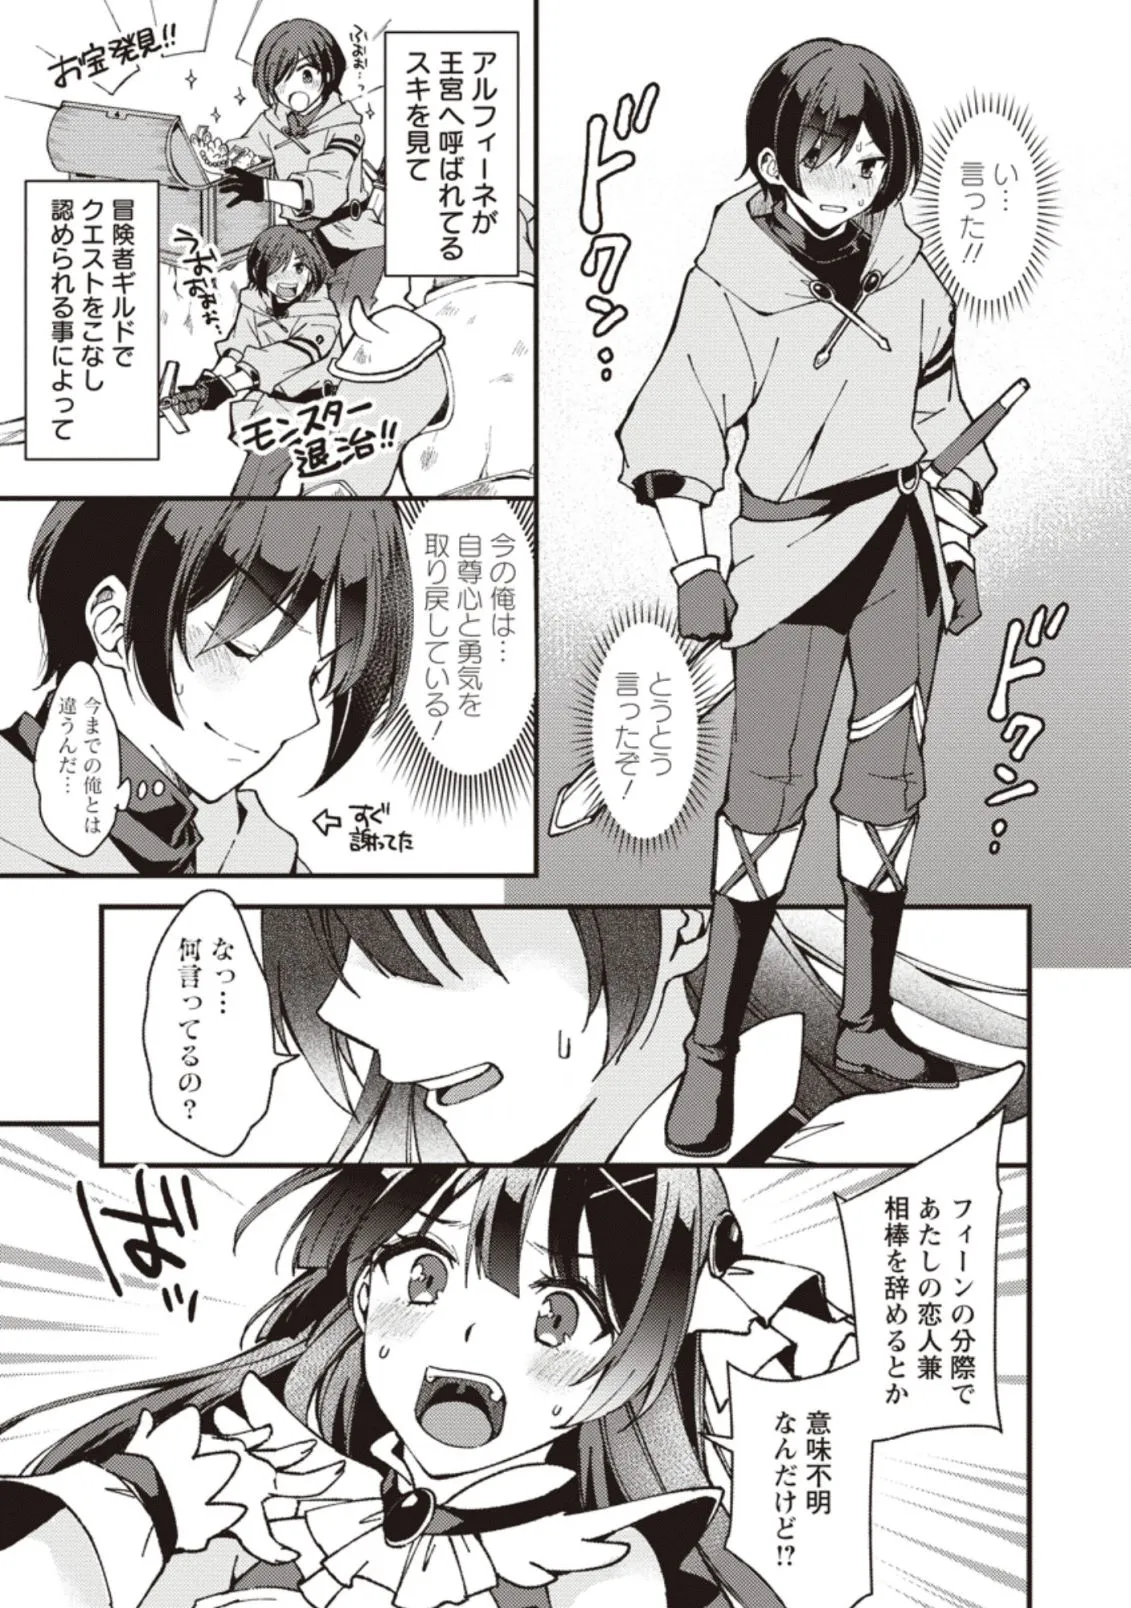 い…
言った!!
ドクン…
とうとう
言ったぞ!
ドクン…
アルフィーネが
王宮へ呼ばれてる
スキを見て
ふぉぉ…っ
お宝発見!!
うおおおぉ…
モンスター
退治!!
冒険者ギルドで
クエストをこなし
認められる事によって
今の俺は…
自尊心と勇気を
取り戻している!
今までの俺とは
違うんだ…
すぐ
謝ってた
なっ…
何言ってるの?
フィーンの分際で
あたしの恋人兼
相棒を辞めるとか
意味不明
なんだけど!?